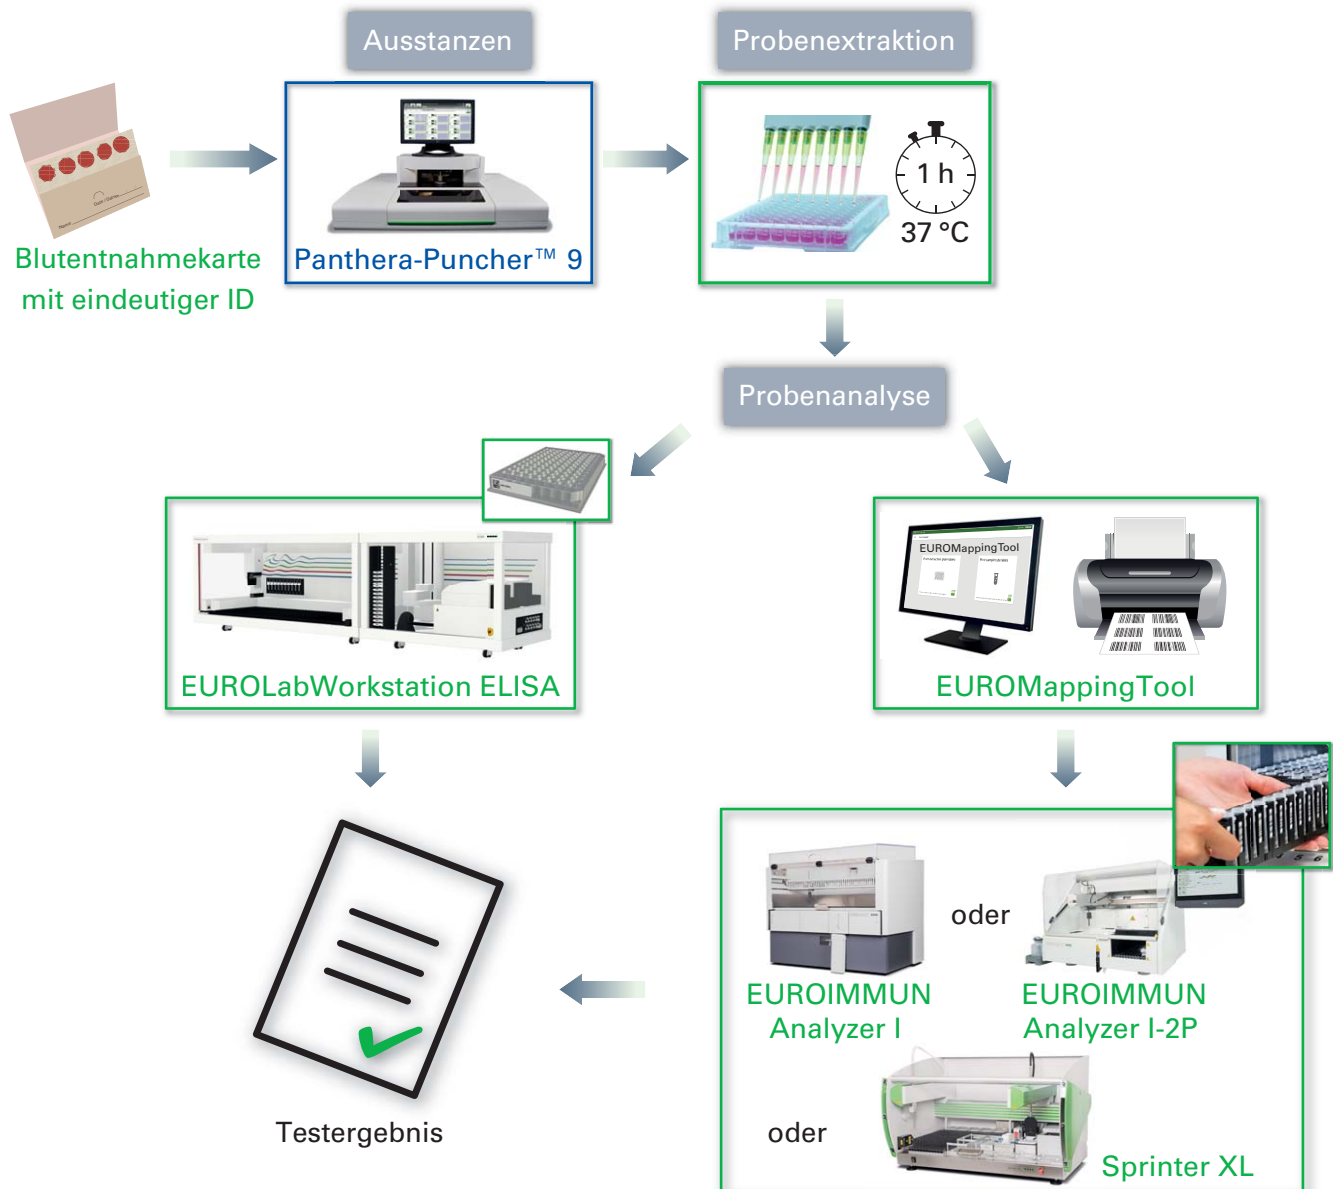 Ausstanzen
Probenextraktion
1 h
37 °C
Blutentnahmekarte
mit eindeutiger ID
Panthera-Puncher™ 9
Probenanalyse
EUROMappingTool
EUROLabWorkstation ELISA
EUROMappingTool
oder
EUROIMMUN
Analyzer I
EUROIMMUN
Analyzer I-2P
Testergebnis
oder
Sprinter XL